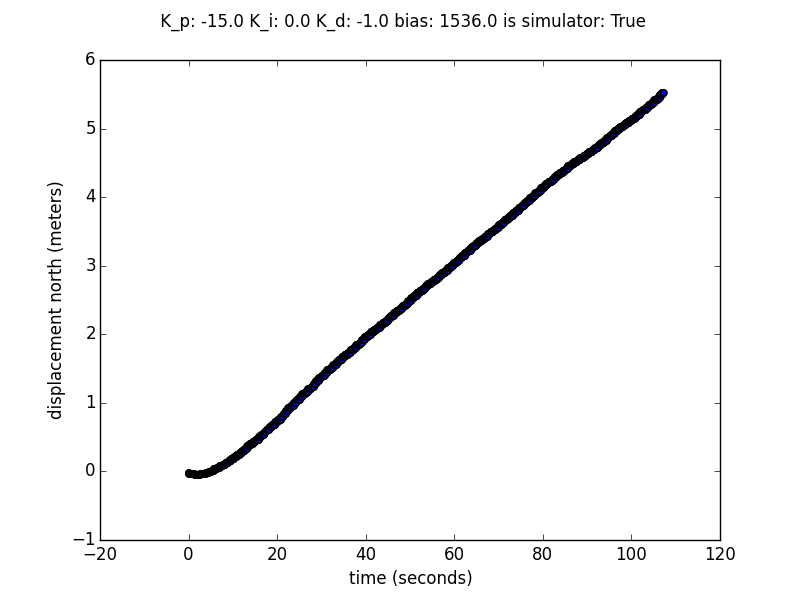 K_p: -15.0 K_i: 0.0 K_d: -1.0 bias: 1536.0 is simulator: True
6
5
4
3
2
1
0
−1
displacement north (meters)
−20 0 20 40 60 80 100 120
time (seconds)